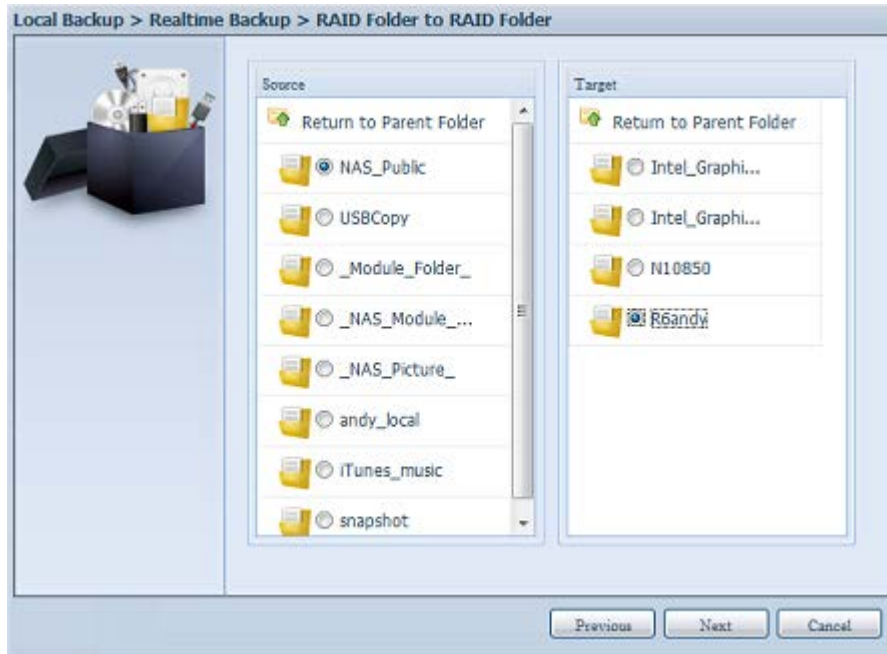 Local Backup > Realtime Backup > RAID Folder to RAID Folder
Source
Return to Parent Folder
NAS_Public
USBCopy
_Module_Folder_
_NAS_Module_...
_NAS_Picture_
andy_local
iTunes_music
snapshot
Target
Return to Parent Folder
Intel_Graphi...
Intel_Graphi...
N10850
R6andy
Previous
Next
Cancel